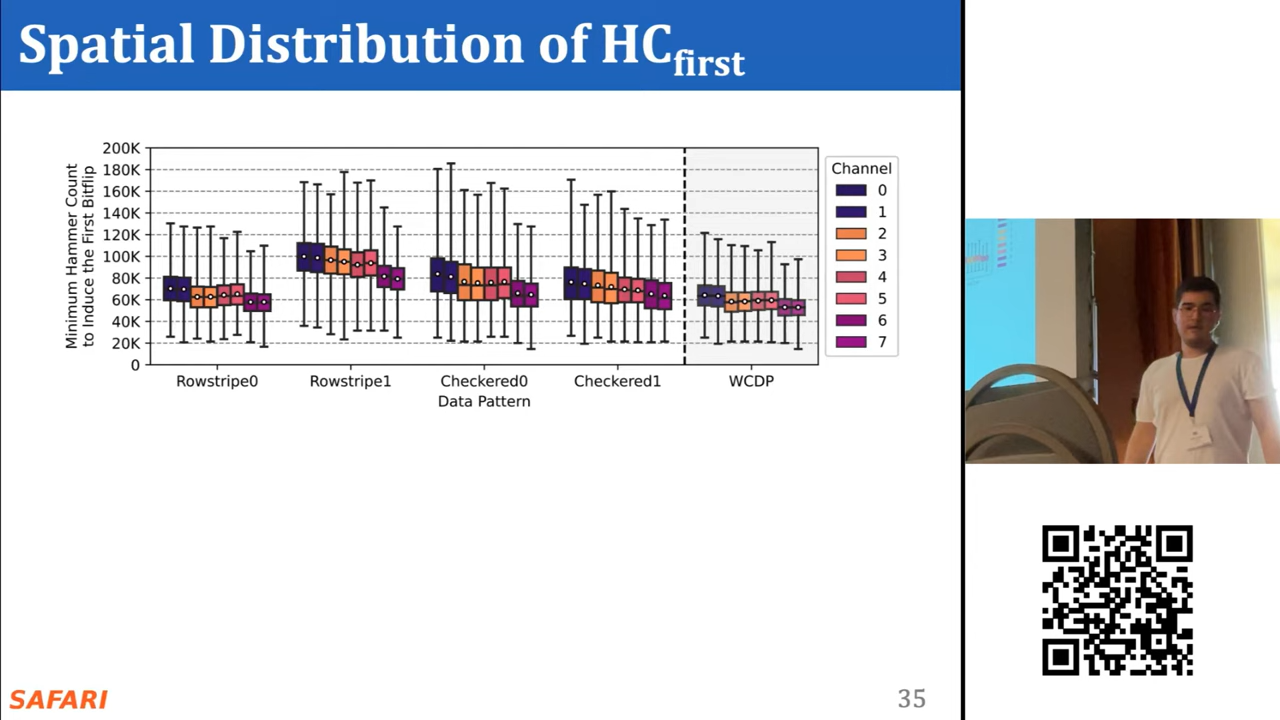 Spatial Distribution of HCfirst
Minimum Hammer Count
to Induce the First Bitflip
200K
180K
160K
140K
120K
100K
80K
60K
40K
20K
0
Rowstripe0
Rowstripe1
Checkered0
Checkered1
WCDP
Data Pattern
Channel
0
1
2
3
4
5
6
7
SAFARI
35